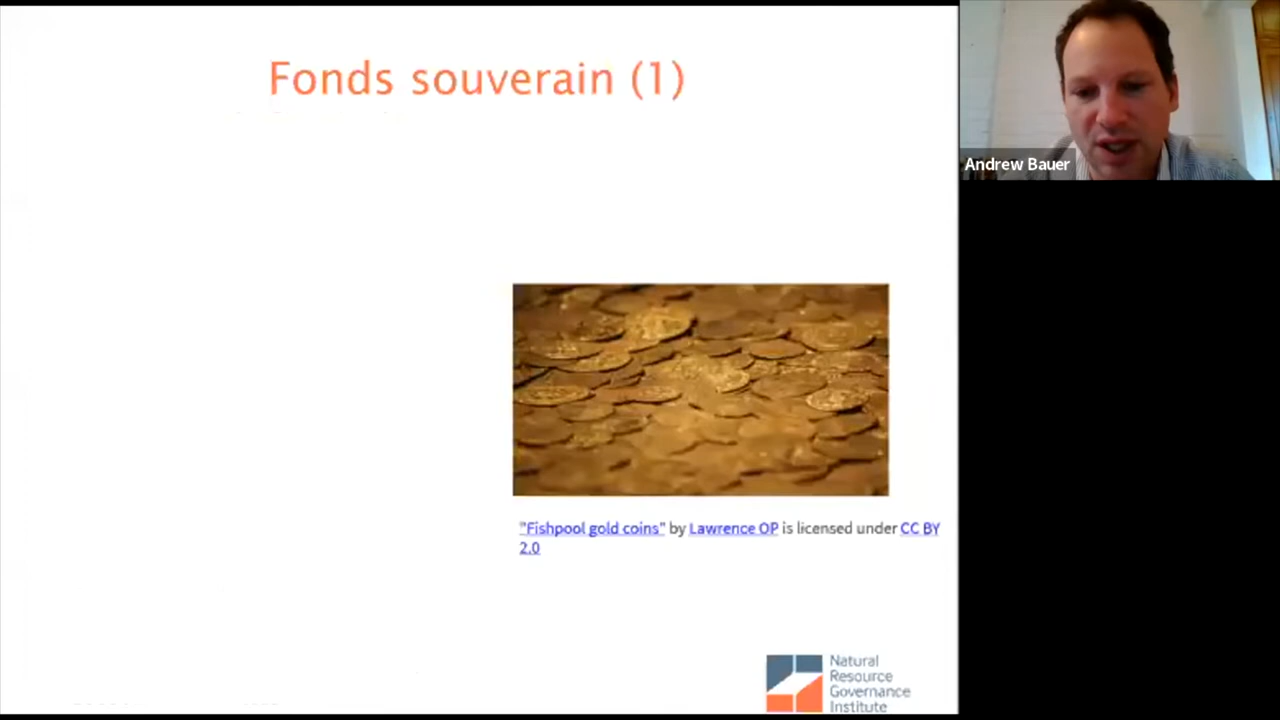 Fonds souverain (1)
Andrew Bauer
"Fishpool gold coins" by Lawrence OP is licensed under CC BY
2.0
Natural
Resource
Governance
Institute